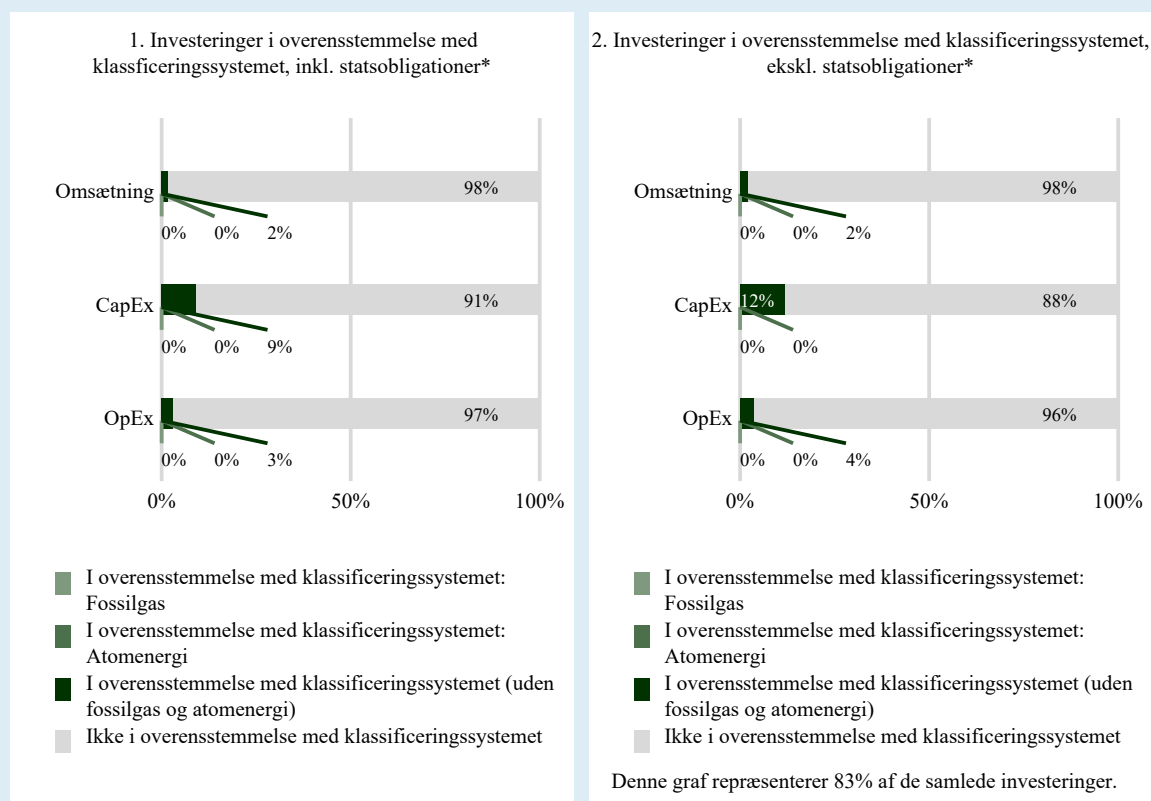 1. Investeringer i overensstemmelse med
klassficeringssystemet, inkl. statsobligationer*
Omsætning
98%
0% 0% 2%
CapEx
91%
0% 0% 9%
OpEx
97%
0% 0% 3%
0% 50% 100%
I overensstemmelse med klassificeringssystemet:
Fossilgas
I overensstemmelse med klassificeringssystemet:
Atomenergi
I overensstemmelse med klassificeringssystemet (uden
fossilgas og atomenergi)
Ikke i overensstemmelse med klassificeringssystemet
2. Investeringer i overensstemmelse med klassificeringssystemet,
ekskl. statsobligationer*
Omsætning
98%
0% 0% 2%
CapEx
12% 88%
0% 0%
OpEx
96%
0% 0% 4%
0% 50% 100%
I overensstemmelse med klassificeringssystemet:
Fossilgas
I overensstemmelse med klassificeringssystemet:
Atomenergi
I overensstemmelse med klassificeringssystemet (uden
fossilgas og atomenergi)
Ikke i overensstemmelse med klassificeringssystemet
Denne graf repræsenterer 83% af de samlede investeringer.